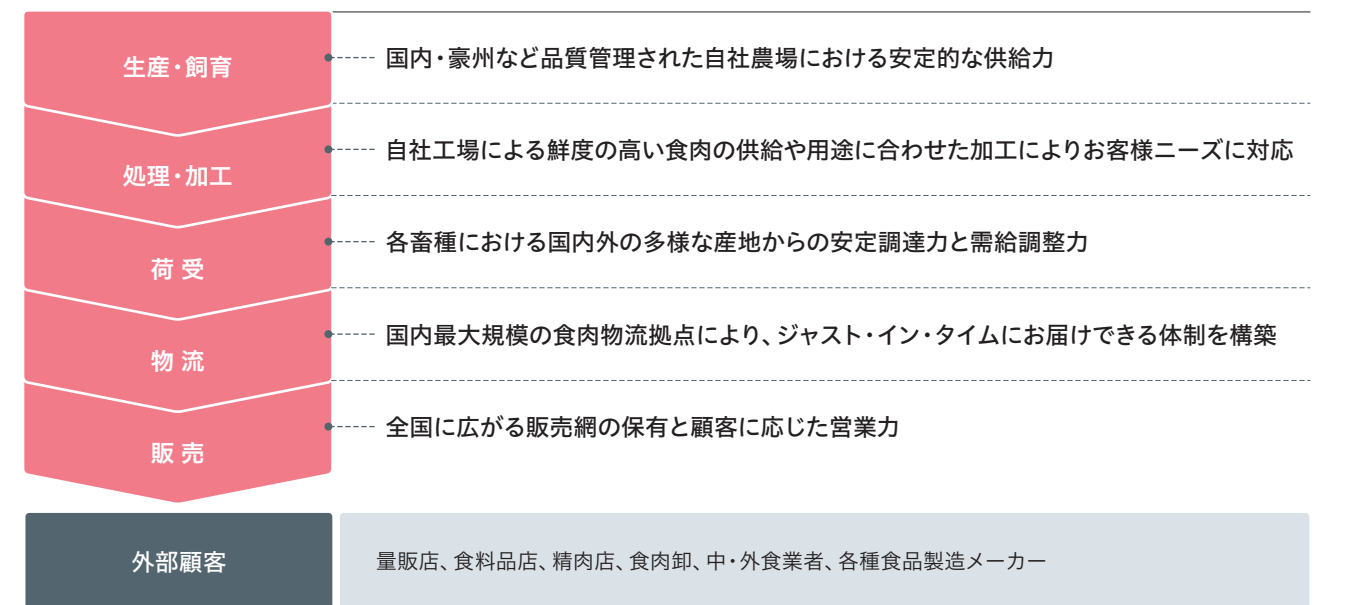 生産・飼育
国内・豪州など品質管理された自社農場における安定的な供給力
処理・加工
自社工場による鮮度の高い食肉の供給や用途に合わせた加工によりお客様ニーズに対応
荷 受
各畜種における国内外の多様な産地からの安定調達力と需給調整力
物 流
国内最大規模の食肉物流拠点により、ジャスト・イン・タイムにお届けできる体制を構築
販 売
全国に広がる販売網の保有と顧客に応じた営業力
外部顧客
量販店、食料品店、精肉店、食肉卸、中・外食業者、各種食品製造メーカー